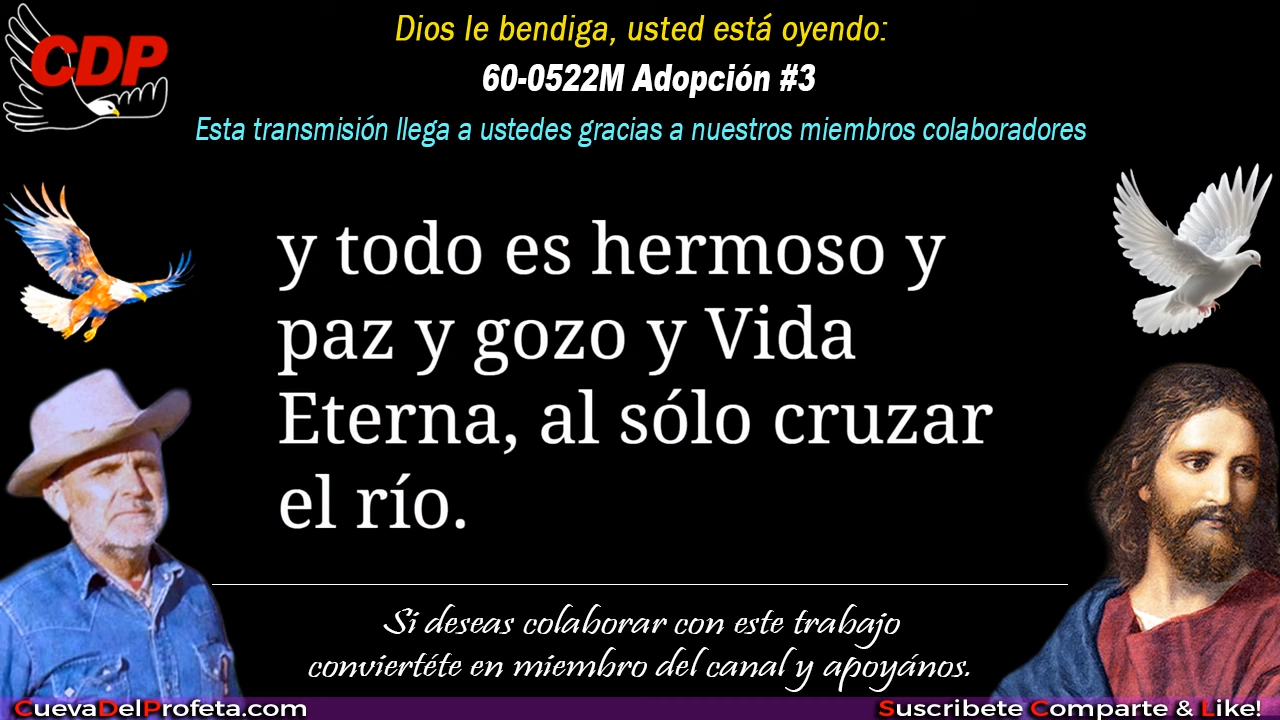 CDP
Dios le bendiga, usted está oyendo:
60-0522M Adopción #3
Esta transmisión llega a ustedes gracias a nuestros miembros colaboradores
y todo es hermoso y
paz y gozo y Vida
Eterna, al sólo cruzar
el río.
Si deseas colaborar con este trabajo
conviertéte en miembro del canal y apoyános.
CuevaDelProfeta.com
Suscribete Comparte & Like!